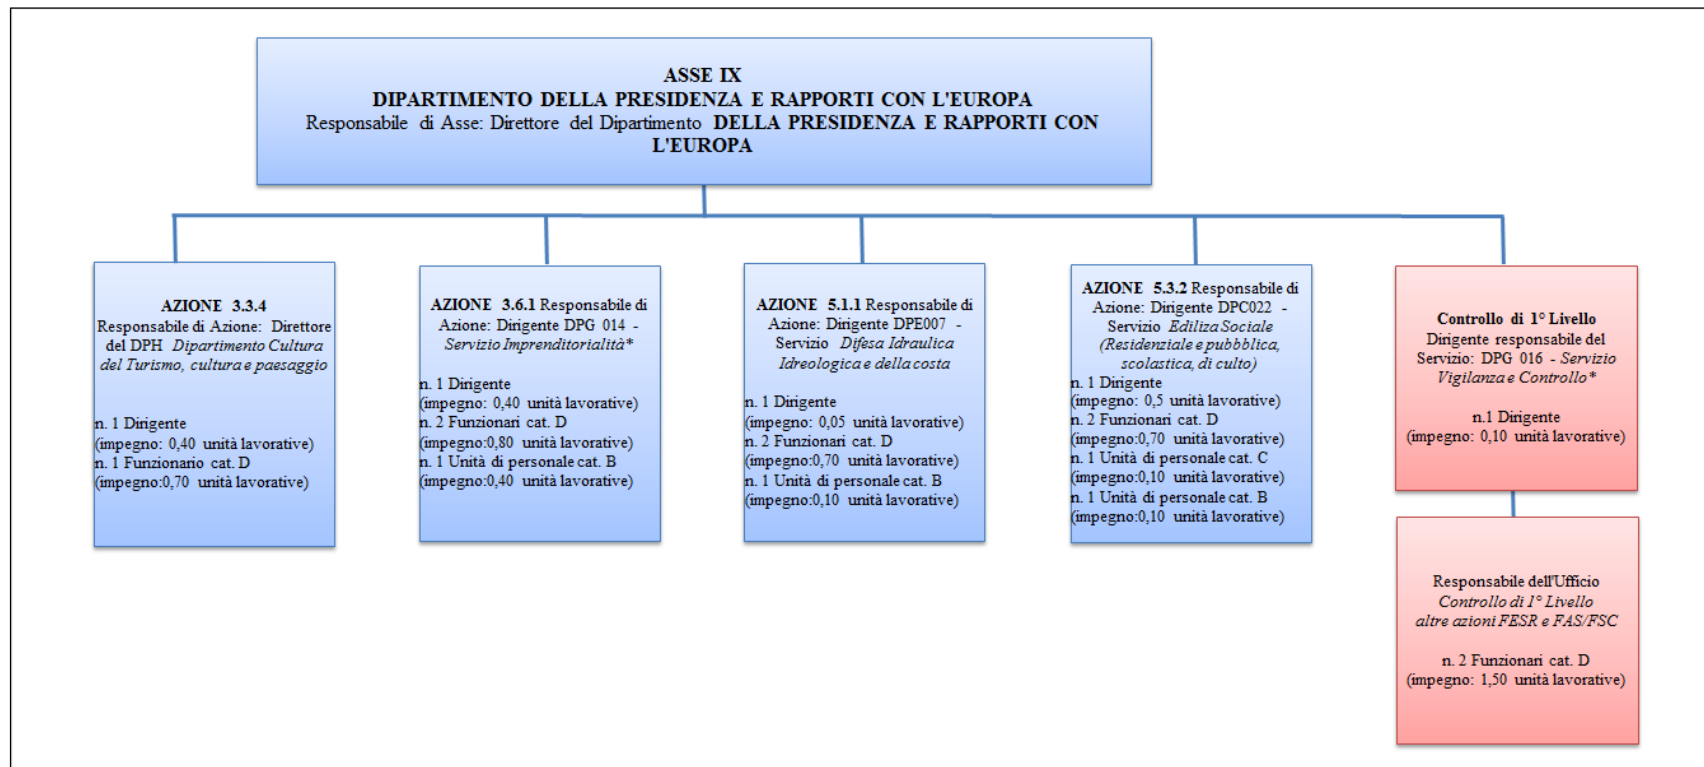 ASSE IX
DIPARTIMENTO DELLA PRESIDENZA E RAPPORTI CON L'EUROPA
Responsabile di Asse: Direttore del Dipartimento DELLA PRESIDENZA E RAPPORTI CON
L'EUROPA
AZIONE 3.3.4
Responsabile di Azione: Direttore
del DPH Dipartimento Cultura
del Turismo, cultura e paesaggio
n. 1 Dirigente
(impegno: 0,40 unità lavorative)
n. 1 Funzionario cat. D
(impegno:0,70 unità lavorative)
AZIONE 3.6.1 Responsabile di
Azione: Dirigente DPG 014 -
Servizio Imprenditorialità*
n. 1 Dirigente
(impegno: 0,40 unità lavorative)
n. 2 Funzionari cat. D
(impegno:0,80 unità lavorative)
n. 1 Unità di personale cat. B
(impegno:0,40 unità lavorative)
AZIONE 5.1.1 Responsabile di
Azione: Dirigente DPE007 -
Servizio Difesa Idraulica
Idreologica e della costa
n. 1 Dirigente
(impegno: 0,05 unità lavorative)
n. 2 Funzionari cat. D
(impegno:0,70 unità lavorative)
n. 1 Unità di personale cat. B
(impegno:0,10 unità lavorative)
AZIONE 5.3.2 Responsabile di
Azione: Dirigente DPC022 -
Servizio Ediliza Sociale
(Residenziale e pubbblica,
scolastica, di culto)
n. 1 Dirigente
(impegno: 0,5 unità lavorative)
n. 2 Funzionari cat. D
(impegno:0,70 unità lavorative)
n. 1 Unità di personale cat. C
(impegno:0,10 unità lavorative)
n. 1 Unità di personale cat. B
(impegno:0,10 unità lavorative)
Controllo di 1° Livello
Dirigente responsabile del
Servizio: DPG 016 - Servizio
Vigilanza e Controllo*
n.1 Dirigente
(impegno: 0,10 unità lavorative)
Responsabile dell'Ufficio
Controllo di 1° Livello
altre azioni FESR e FAS/FSC
n. 2 Funzionari cat. D
(impegno: 1,50 unità lavorative)